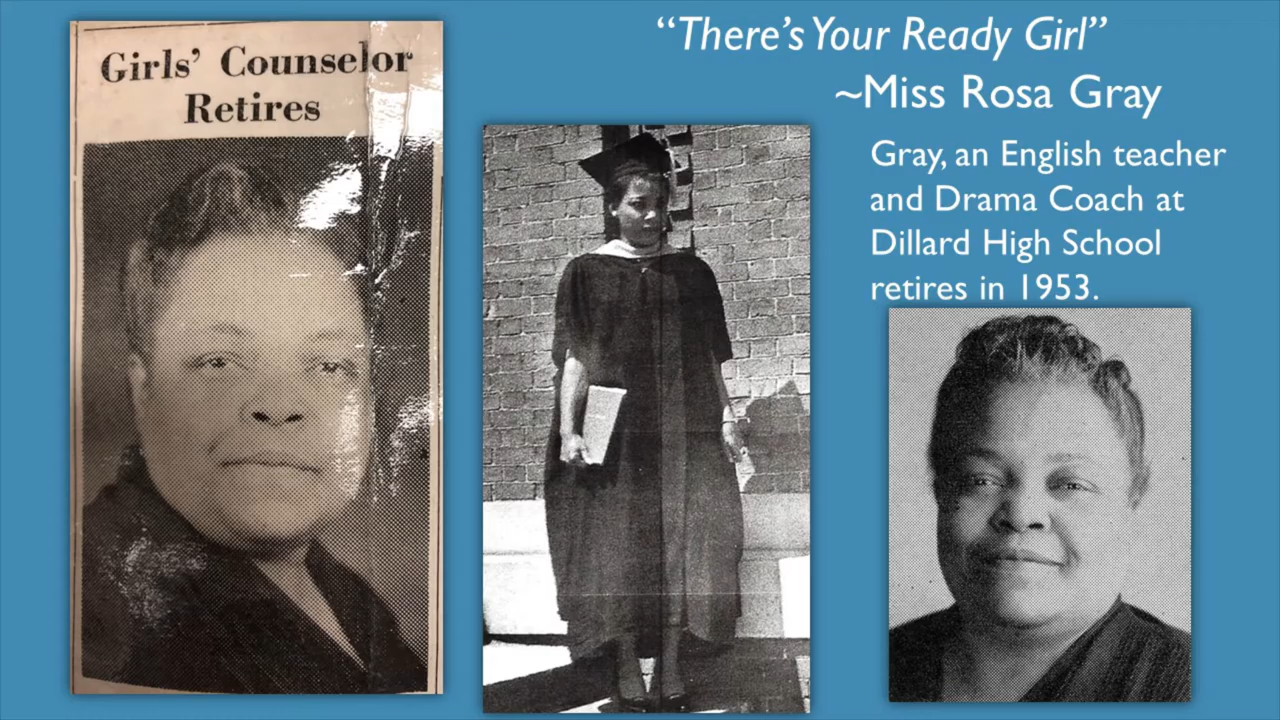 Girls' Counselor
Retires
“There's Your Ready Girl”
~Miss Rosa Gray
Gray, an English teacher
and Drama Coach at
Dillard High School
retires in 1953.